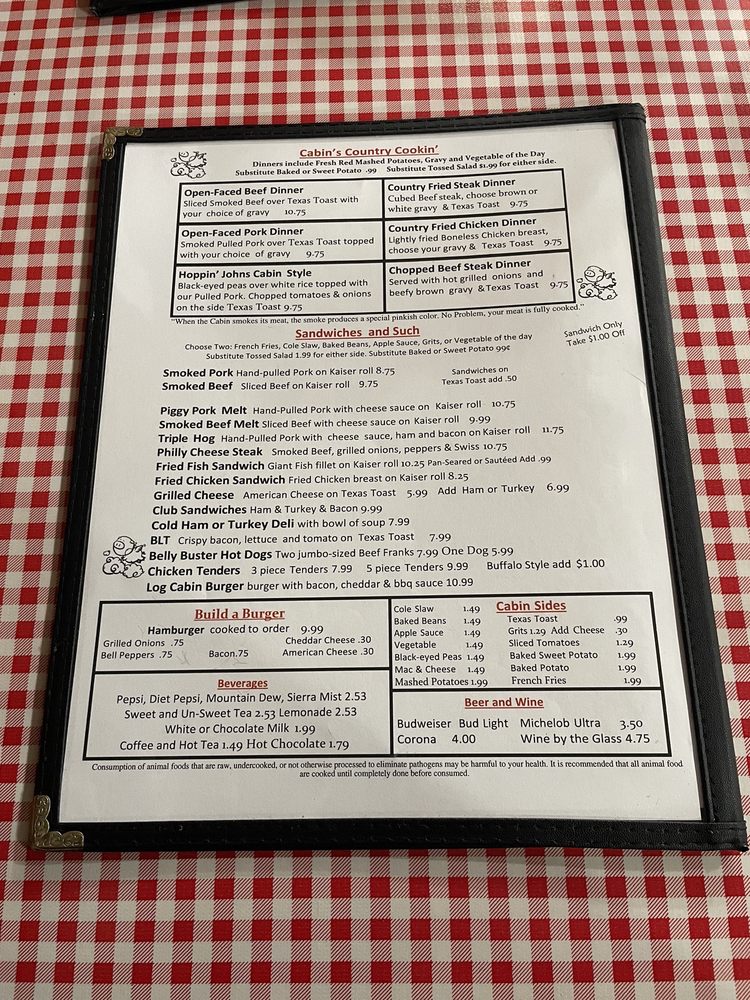 Cabin's Country Cookin'
Dinners include Fresh Red Mashed Potatoes, Gravy and Vegetable of the Day
Substitute Baked or Sweet Potato .99 Substitute Tossed Salad $1.99 for either side.
Open-Faced Beef Dinner
Sliced Smoked Beef over Texas Toast with
your choice of gravy 10.75
Country Fried Steak Dinner
Cubed Beef steak, choose brown or
white gravy & Texas Toast 9.75
Open-Faced Pork Dinner
Smoked Pulled Pork over Texas Toast topped
with your choice of gravy 9.75
Country Fried Chicken Dinner
Lightly fried Boneless Chicken breast,
choose your gravy & Texas Toast 9.75
Hoppin' Johns Cabin Style
Black-eyed peas over white rice topped with
our Pulled Pork. Chopped tomatoes & onions
on the side Texas Toast 9.75
Chopped Beef Steak Dinner
Served with hot grilled onions and
beefy brown gravy & Texas Toast 9.75
"When the Cabin smokes its meat, the smoke produces a special pinkish color. No Problem, your meat is fully cooked."
Sandwiches and Such
Choose Two: French Fries, Cole Slaw, Baked Beans, Apple Sauce, Grits, or Vegetable of the day
Substitute Tossed Salad 1.99 for either side. Substitute Baked or Sweet Potato 99¢
Sandwich Only
Take $1.00 Off
Smoked Pork Hand-pulled Pork on Kaiser roll 8.75
Smoked Beef Sliced Beef on Kaiser roll 9.75
Sandwiches on
Texas Toast add .50
Piggy Pork Melt Hand-Pulled Pork with cheese sauce on Kaiser roll 10.75
Smoked Beef Melt Sliced Beef with cheese sauce on Kaiser roll 9.99
Triple Hog Hand-Pulled Pork with cheese sauce, ham and bacon on Kaiser roll 11.75
Philly Cheese Steak Smoked Beef, grilled onions, peppers & Swiss 10.75
Fried Fish Sandwich Giant Fish fillet on Kaiser roll 10.25 Pan-Seared or Sautéed Add .99
Fried Chicken Sandwich Fried Chicken breast on Kaiser roll 8.25
Grilled Cheese American Cheese on Texas Toast 5.99 Add Ham or Turkey 6.99
Club Sandwiches Ham & Turkey & Bacon 9.99
Cold Ham or Turkey Deli with bowl of soup 7.99
BLT Crispy bacon, lettuce and tomato on Texas Toast 7.99
Belly Buster Hot Dogs Two jumbo-sized Beef Franks 7.99 One Dog 5.99
Chicken Tenders 3 piece Tenders 7.99 5 piece Tenders 9.99 Buffalo Style add $1.00
Log Cabin Burger burger with bacon, cheddar & bbq sauce 10.99
Build a Burger
Hamburger cooked to order 9.99
Grilled Onions .75 Cheddar Cheese .30
Bell Peppers .75 Bacon.75 American Cheese .30
Beverages
Pepsi, Diet Pepsi, Mountain Dew, Sierra Mist 2.53
Sweet and Un-Sweet Tea 2.53 Lemonade 2.53
White or Chocolate Milk 1.99
Coffee and Hot Tea 1.49 Hot Chocolate 1.79
Cabin Sides
Cole Slaw 1.49 Texas Toast .99
Baked Beans 1.49 Grits 1.29 Add Cheese .30
Apple Sauce 1.49 Sliced Tomatoes 1.29
Vegetable 1.49 Baked Sweet Potato 1.99
Black-eyed Peas 1.49 Baked Potato 1.99
Mac & Cheese 1.49 French Fries 1.99
Mashed Potatoes 1.99
Beer and Wine
Budweiser Bud Light Michelob Ultra 3.50
Corona 4.00 Wine by the Glass 4.75
Consumption of animal foods that are raw, undercooked, or not otherwise processed to eliminate pathogens may be harmful to your health. It is recommended that all animal food
are cooked until completely done before consumed.